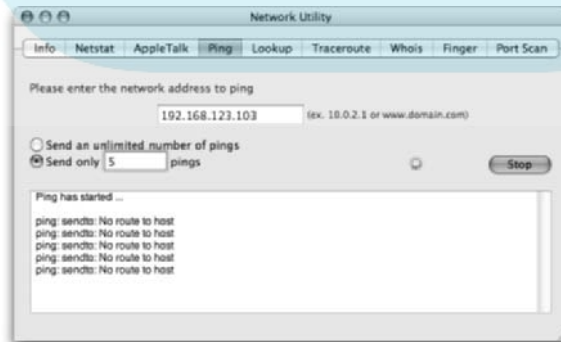 Network Utility
Info Netstat AppleTalk Ping Lookup Traceroute Whois Finger Port Scan
Please enter the network address to ping
192.168.123.103 (ex. 10.0.2.1 or www.domain.com)
Send an unlimited number of pings
Send only 5 pings
Stop
Ping has started ...
ping: sendto: No route to host
ping: sendto: No route to host
ping: sendto: No route to host
ping: sendto: No route to host
ping: sendto: No route to host